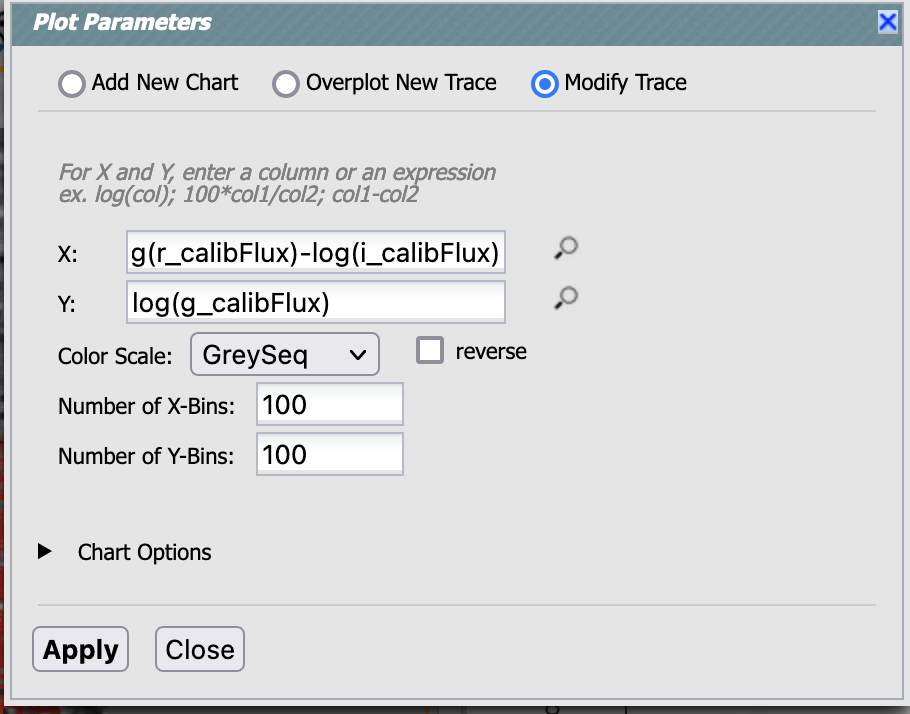 Plot Parameters
Add New Chart Overplot New Trace Modify Trace
For X and Y, enter a column or an expression
ex. log(col); 100*col1/col2; col1-col2
X: g(r_calibFlux)-log(i_calibFlux)
Y: log(g_calibFlux)
Color Scale: GreySeq reverse
Number of X-Bins: 100
Number of Y-Bins: 100
Chart Options
Apply Close